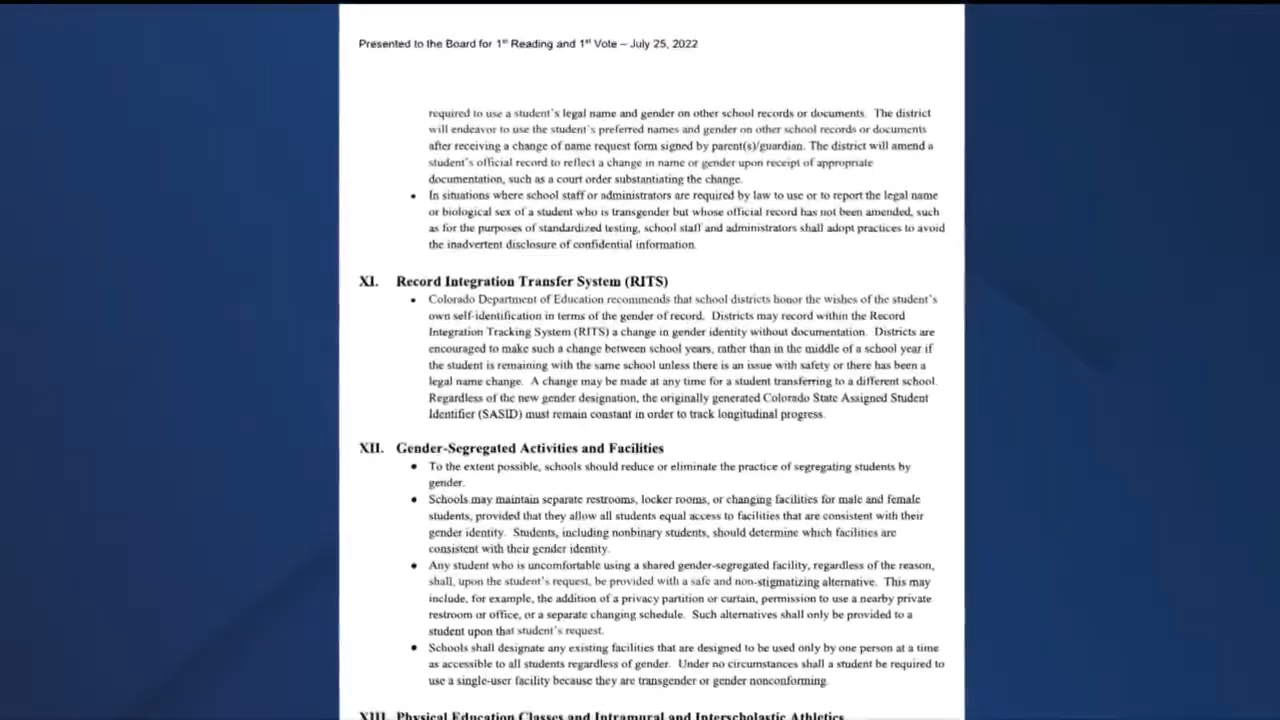 Presented to the Board for 1st Reading and 1st Vote – July 25, 2022
required to use a student's legal name and gender on other school records or documents. The district
will endeavor to use the student's preferred names and gender on other school records or documents
after receiving a change of name request form signed by parent(s)/guardian. The district will amend a
student's official record to reflect a change in name or gender upon receipt of appropriate
documentation, such as a court order substantiating the change.
• In situations where school staff or administrators are required by law to use or to report the legal name
or biological sex of a student who is transgender but whose official record has not been amended, such
as for the purposes of standardized testing, school staff and administrators shall adopt practices to avoid
the inadvertent disclosure of confidential information.
XI. Record Integration Transfer System (RITS)
• Colorado Department of Education recommends that school districts honor the wishes of the student's
own self-identification in terms of the gender of record. Districts may record within the Record
Integration Tracking System (RITS) a change in gender identity without documentation. Districts are
encouraged to make such a change between school years, rather than in the middle of a school year if
the student is remaining with the same school unless there is an issue with safety or there has been a
legal name change. A change may be made at any time for a student transferring to a different school.
Regardless of the new gender designation, the originally generated Colorado State Assigned Student
Identifier (SASID) must remain constant in order to track longitudinal progress.
XII. Gender-Segregated Activities and Facilities
• To the extent possible, schools should reduce or eliminate the practice of segregating students by
gender.
• Schools may maintain separate restrooms, locker rooms, or changing facilities for male and female
students, provided that they allow all students equal access to facilities that are consistent with their
gender identity. Students, including nonbinary students, should determine which facilities are
consistent with their gender identity.
• Any student who is uncomfortable using a shared gender-segregated facility, regardless of the reason,
shall, upon the student's request, be provided with a safe and non-stigmatizing alternative. This may
include, for example, the addition of a privacy partition or curtain, permission to use a nearby private
restroom or office, or a separate changing schedule. Such alternatives shall only be provided to a
student upon that student's request.
• Schools shall designate any existing facilities that are designed to be used only by one person at a time
as accessible to all students regardless of gender. Under no circumstances shall a student be required to
use a single-user facility because they are transgender or gender nonconforming.
XIII. Physical Education Classes and Intramural and Interscholastic Athletics